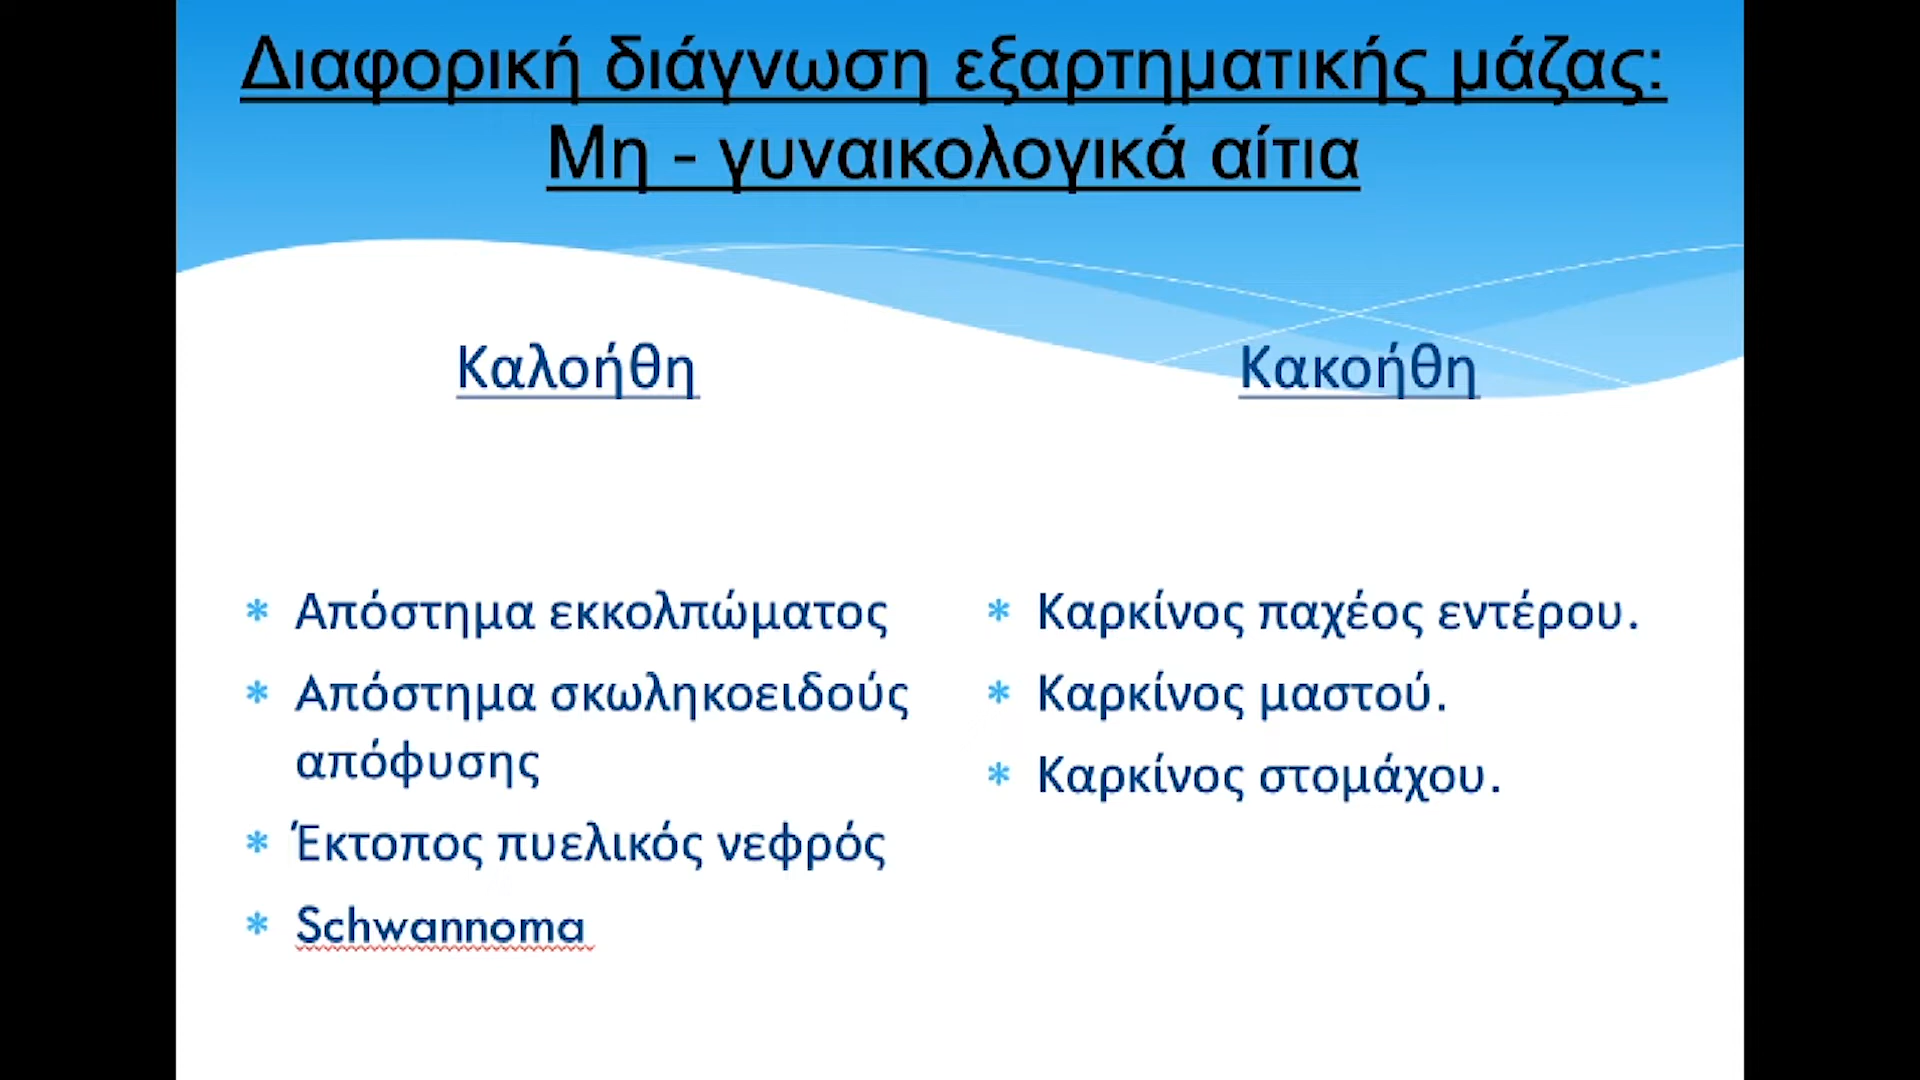 Διαφορική διάγνωση εξαρτηματικής μάζας:
Μη - γυναικολογικά αίτια
Καλοήθη
* Απόστημα εκκολπώματος
* Απόστημα σκωληκοειδούς
απόφυσης
* Έκτοπος πυελικός νεφρός
* Schwannoma
Κακοήθη
* Καρκίνος παχέος εντέρου.
* Καρκίνος μαστού.
* Καρκίνος στομάχου.